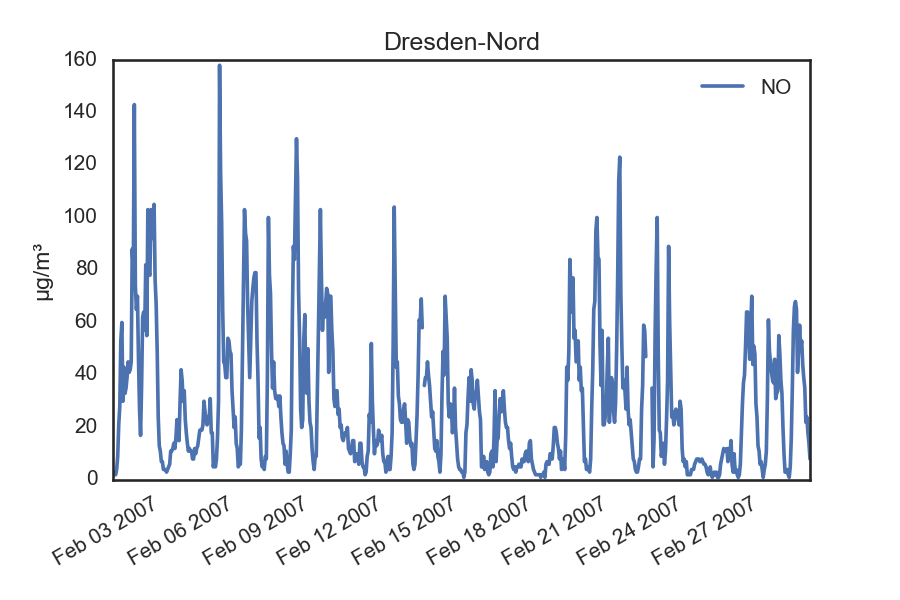 Dresden-Nord
NO
µg/m³
160
140
120
100
80
60
40
20
0
Feb 03 2007
Feb 06 2007
Feb 09 2007
Feb 12 2007
Feb 15 2007
Feb 18 2007
Feb 21 2007
Feb 24 2007
Feb 27 2007